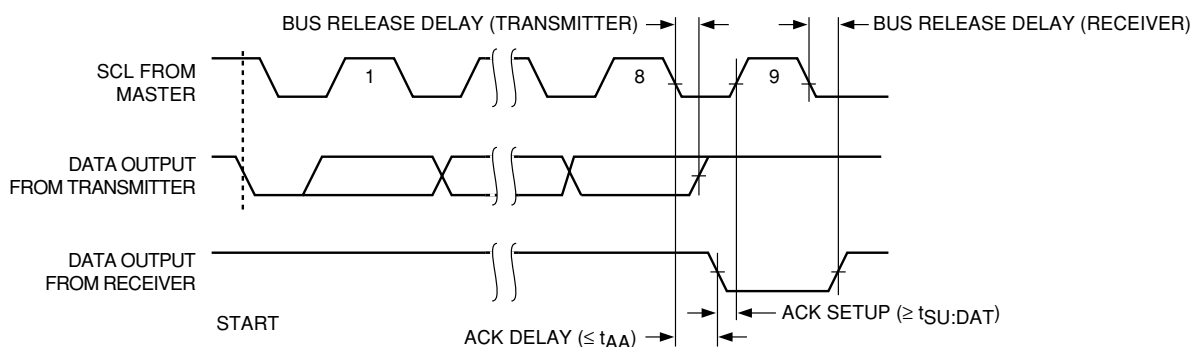 BUS RELEASE DELAY (TRANSMITTER)
BUS RELEASE DELAY (RECEIVER)
SCL FROM
MASTER
1
8
9
DATA OUTPUT
FROM TRANSMITTER
DATA OUTPUT
FROM RECEIVER
START
ACK SETUP (≥ tSU:DAT)
ACK DELAY (≤ tAA)